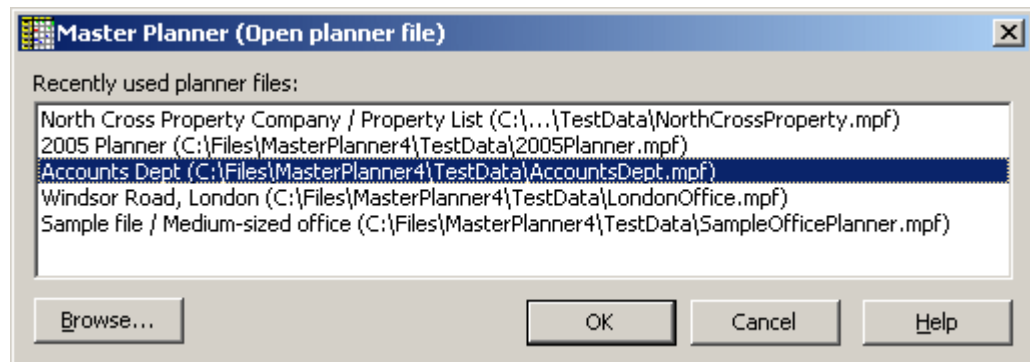 Master Planner (Open planner file)
Recently used planner files:
North Cross Property Company / Property List (C:\...\TestData\NorthCrossProperty.mpf)
2005 Planner (C:\Files\MasterPlanner4\TestData\2005Planner.mpf)
Accounts Dept (C:\Files\MasterPlanner4\TestData\AccountsDept.mpf)
Windsor Road, London (C:\Files\MasterPlanner4\TestData\LondonOffice.mpf)
Sample file / Medium-sized office (C:\Files\MasterPlanner4\TestData\SampleOfficePlanner.mpf)
Browse... OK Cancel Help